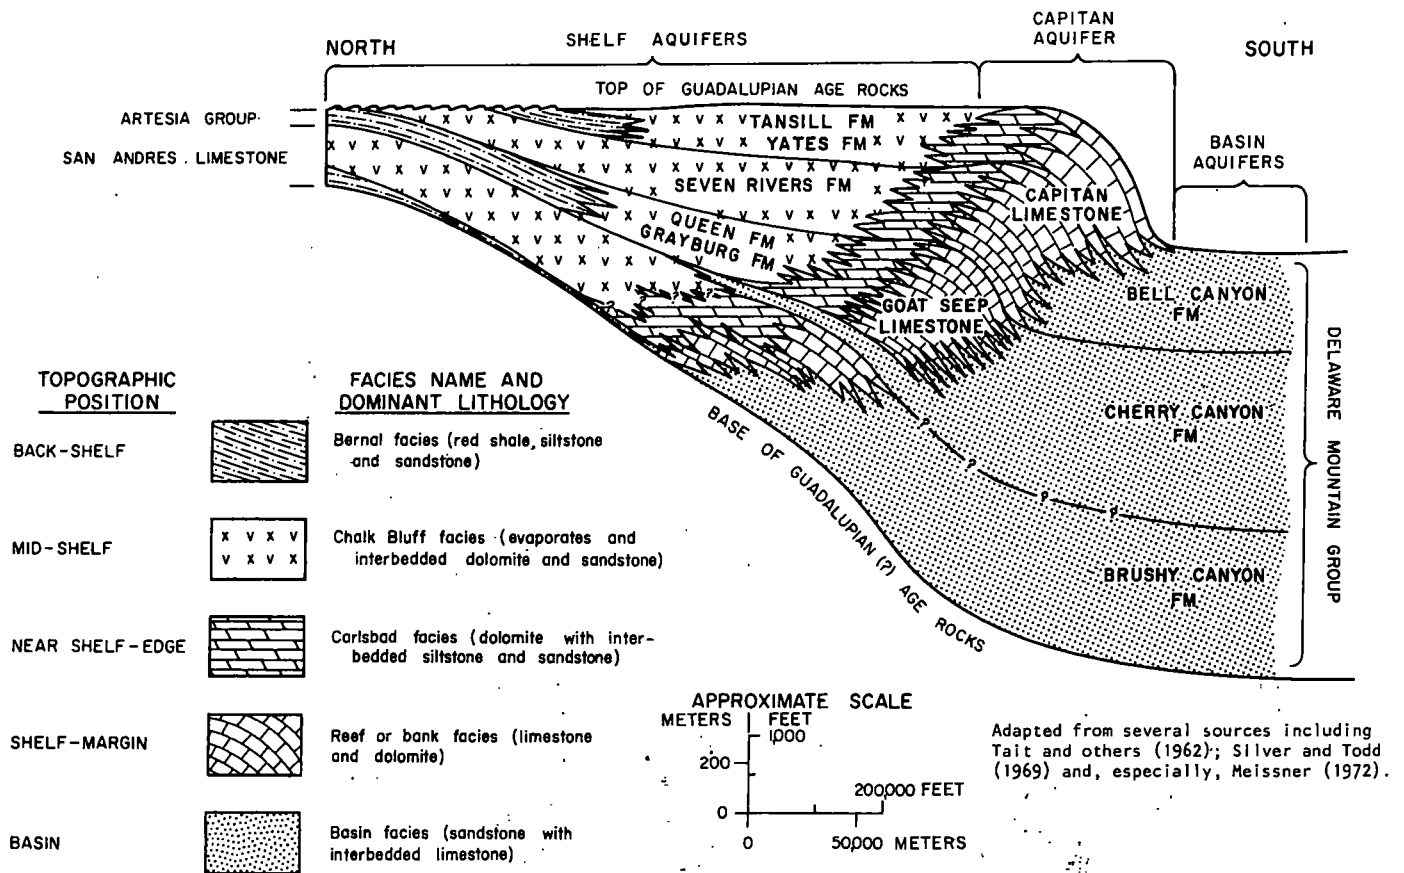 NORTH
SHELF AQUIFERS
CAPITAN
AQUIFER
SOUTH
TOP OF GUADALUPIAN AGE ROCKS
ARTESIA GROUP
SAN ANDRES LIMESTONE
BASIN
AQUIFERS
TANSILL FM
YATES FM
SEVEN RIVERS FM
QUEEN FM
GRAYBURG FM
CAPITAN
LIMESTONE
GOAT SEEP
LIMESTONE
BELL CANYON
FM
CHERRY CANYON
FM
BRUSHY CANYON
FM
DELAWARE MOUNTAIN GROUP
BASE OF GUADALUPIAN (?) AGE ROCKS
TOPOGRAPHIC
POSITION
FACIES NAME AND
DOMINANT LITHOLOGY
BACK-SHELF
Bernal facies (red shale, siltstone
and sandstone)
MID-SHELF
Chalk Bluff facies (evaporates and
interbedded dolomite and sandstone)
NEAR SHELF-EDGE
Carlsbad facies (dolomite with inter-
bedded siltstone and sandstone)
SHELF-MARGIN
Reef or bank facies (limestone
and dolomite)
BASIN
Basin facies (sandstone with
interbedded limestone)
APPROXIMATE SCALE
METERS FEET
1,000
200
200,000 FEET
0
0 50,000 METERS
Adapted from several sources including
Tait and others (1962); Silver and Todd
(1969) and, especially, Meissner (1972).